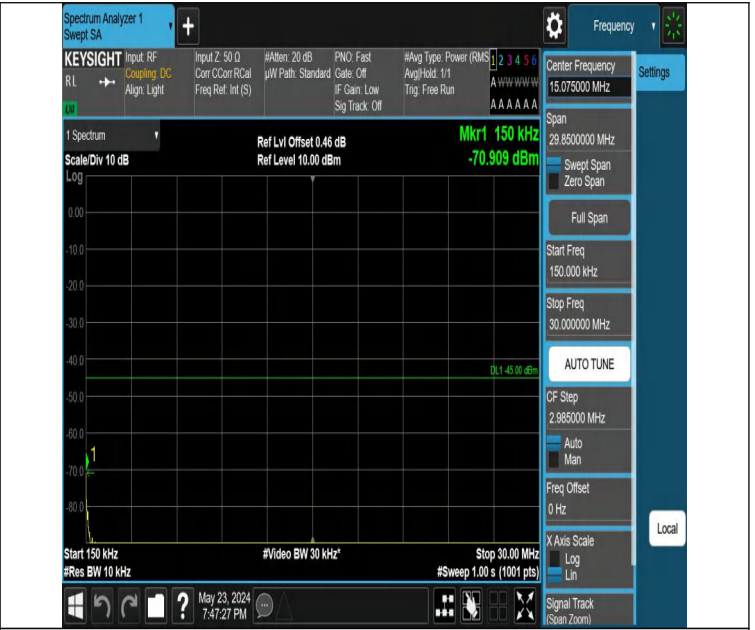 Spectrum Analyzer 1
Swept SA
+
Frequency
KEYSIGHT
RL
Input: RF
Coupling: DC
Align: Light
Input Z: 50 Ω
Corr CCorr RCal
Freq Ref: Int (S)
#Atten: 20 dB
µW Path: Standard
PNO: Fast
Gate: Off
IF Gain: Low
Sig Track: Off
#Avg Type: Power (RMS
Avg|Hold: 1/1
Trig: Free Run
1 2 3 4 5 6
A W W W W W
A A A A A A
1 Spectrum
Scale/Div 10 dB
Log
Ref Lvl Offset 0.46 dB
Ref Level 10.00 dBm
Mkr1 150 kHz
-70.909 dBm
0.00
-10.0
-20.0
-30.0
-40.0
DL1 -45.00 dBm
-50.0
-60.0
1
-70.0
-80.0
Start 150 kHz
#Video BW 30 kHz*
Stop 30.00 MHz
#Res BW 10 kHz
#Sweep 1.00 s (1001 pts)
?
May 23, 2024
7:47:27 PM
Center Frequency
15.075000 MHz
Settings
Span
29.8500000 MHz
Swept Span
Zero Span
Full Span
Start Freq
150.000 kHz
Stop Freq
30.000000 MHz
AUTO TUNE
CF Step
2.985000 MHz
Auto
Man
Freq Offset
0 Hz
X Axis Scale
Log
Lin
Local
Signal Track
(Span Zoom)